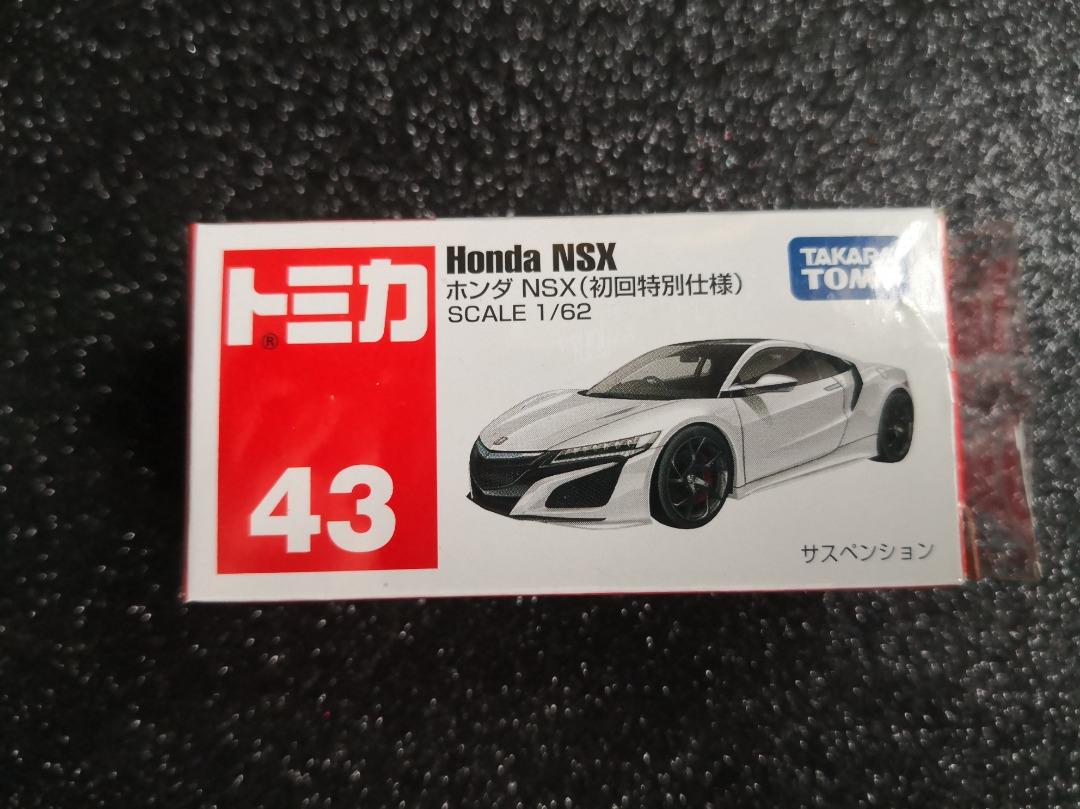 トミカ
®
43
Honda NSX
ホンダ NSX(初回特別仕様)
SCALE 1/62
TAKARA
TOMY
サスペンション